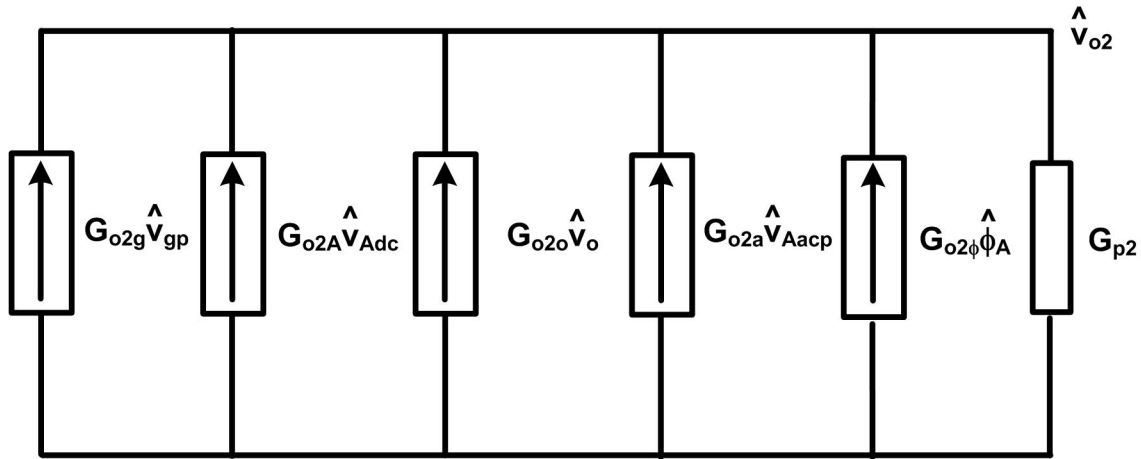 v̂o2
Go2gv̂gp
Go2Av̂Adc
Go2ov̂o
Go2av̂Aacp
Go2ϕϕ̂A
Gp2